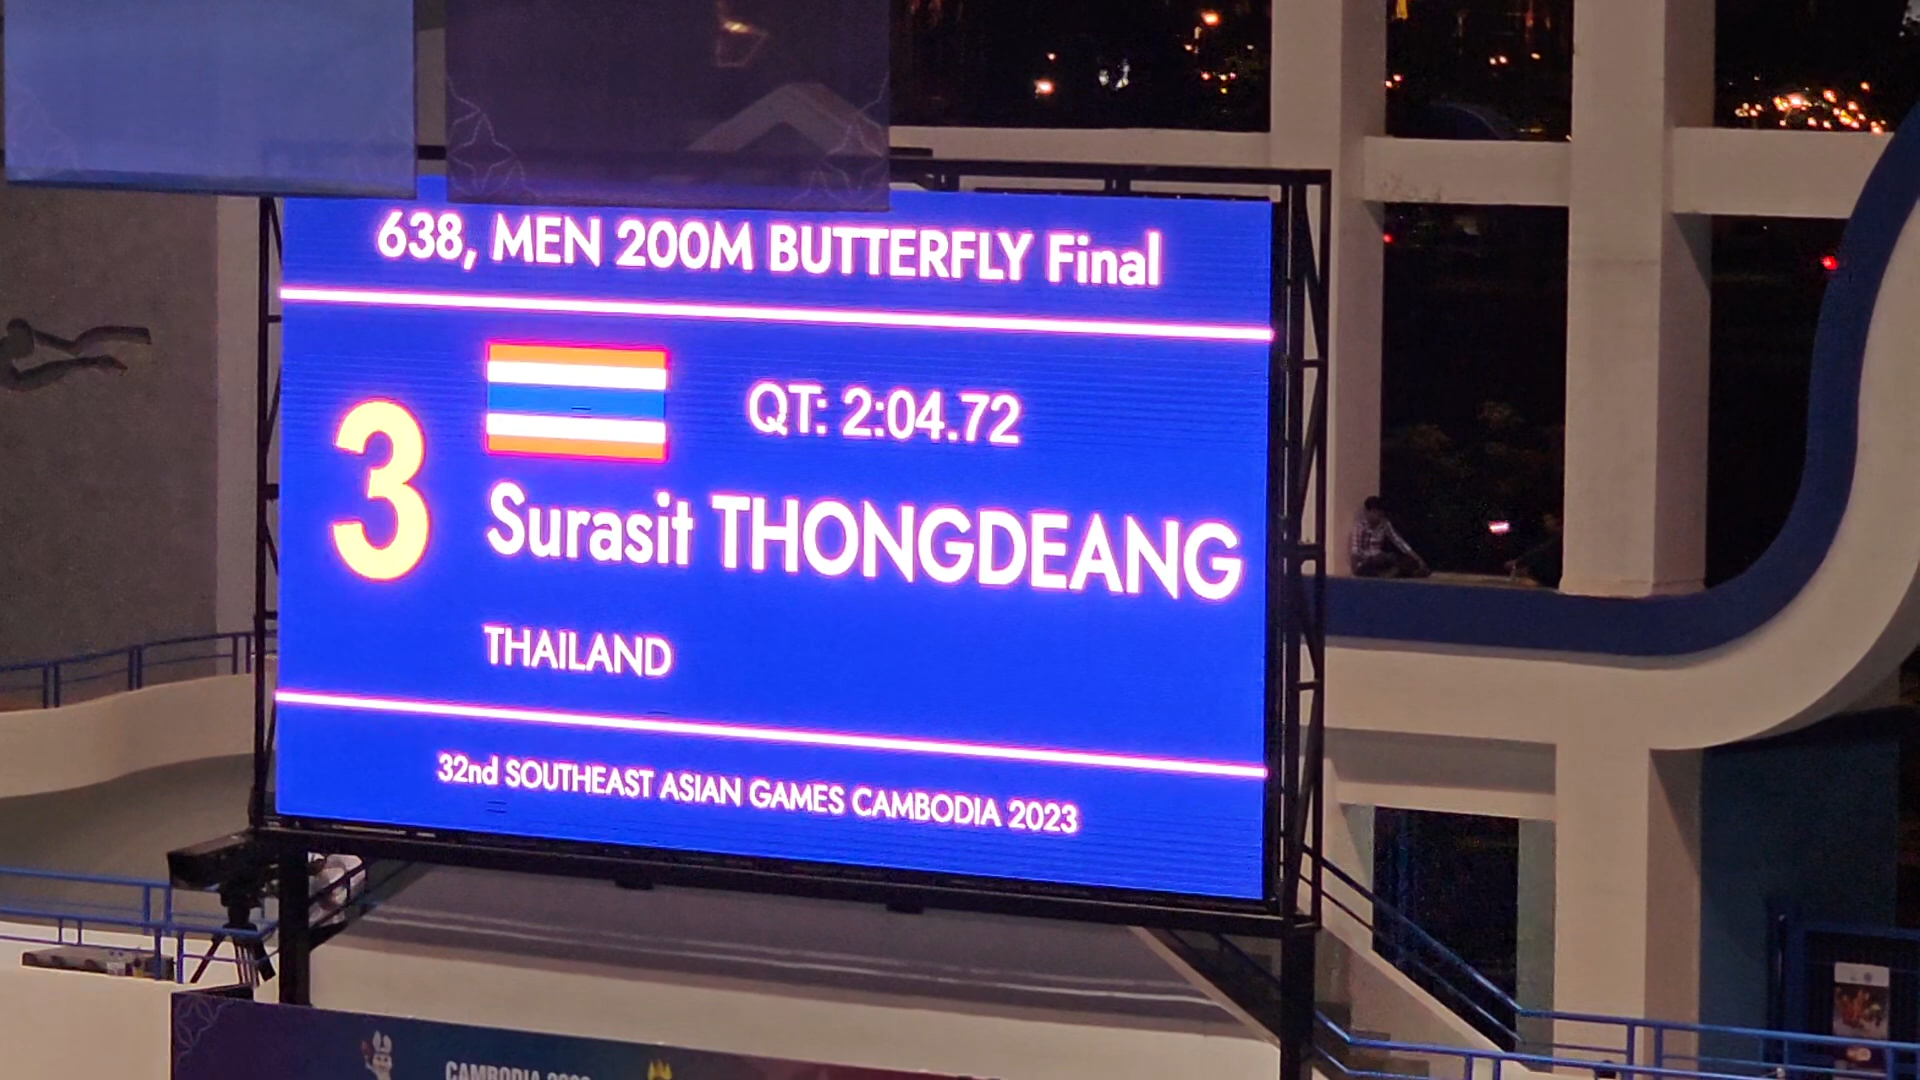 638, MEN 200M BUTTERFLY Final
3
QT: 2:04.72
Surasit THONGDEANG
THAILAND
32nd SOUTHEAST ASIAN GAMES CAMBODIA 2023
CAMBODIA